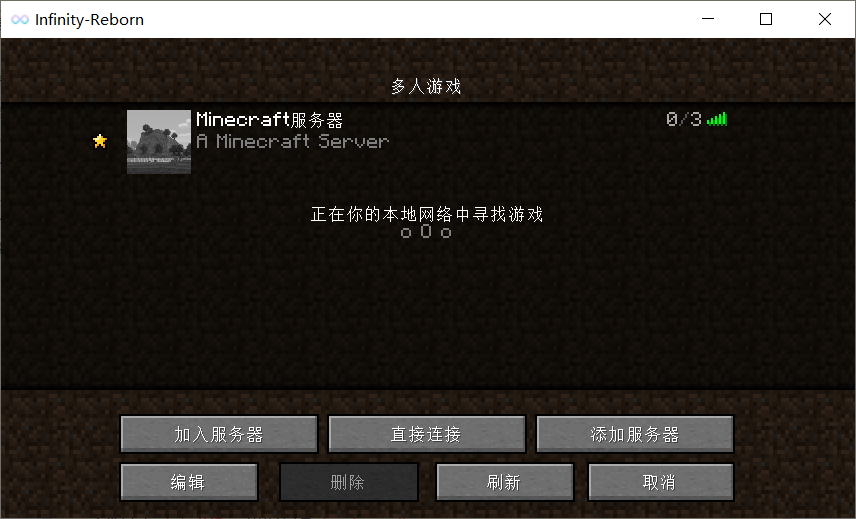 Infinity-Reborn
多人游戏
Minecraft服务器 0/3
A Minecraft Server
正在你的本地网络中寻找游戏
o O o
加入服务器 直接连接 添加服务器
编辑 删除 刷新 取消